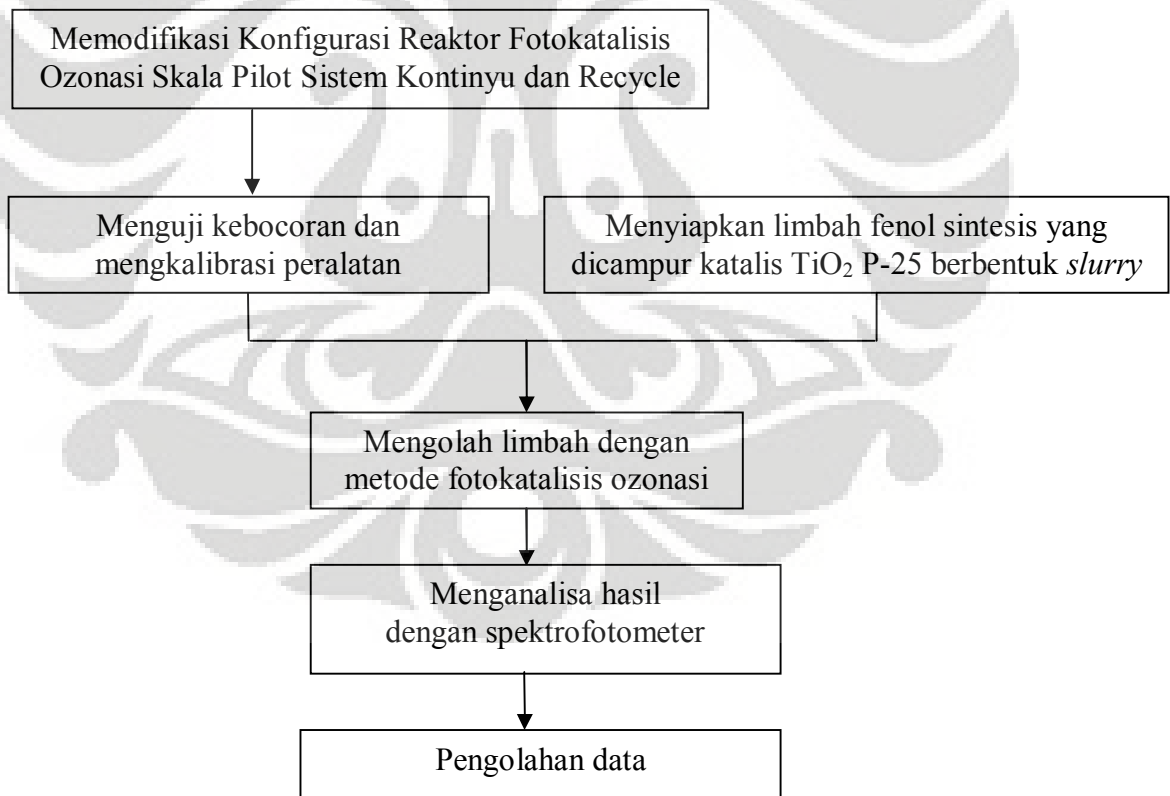 Memodifikasi Konfigurasi Reaktor Fotokatalisis
Ozonasi Skala Pilot Sistem Kontinyu dan Recycle
Menguji kebocoran dan
mengkalibrasi peralatan
Menyiapkan limbah fenol sintesis yang
dicampur katalis TiO₂ P-25 berbentuk slurry
Mengolah limbah dengan
metode fotokatalisis ozonasi
Menganalisa hasil
dengan spektrofotometer
Pengolahan data